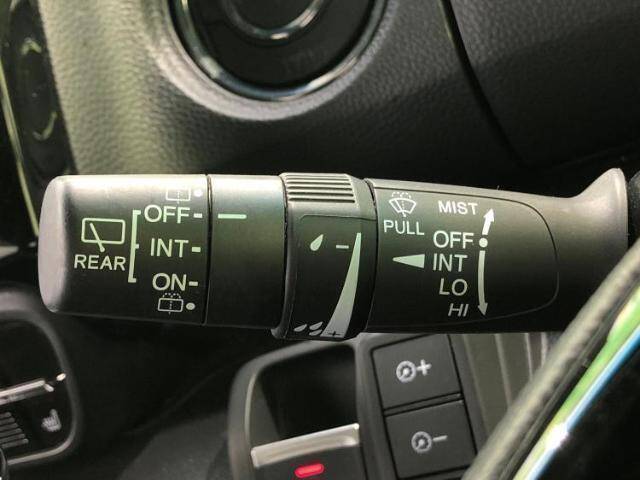 REAR
OFF
INT
ON
PULL
MIST
OFF
INT
LO
HI